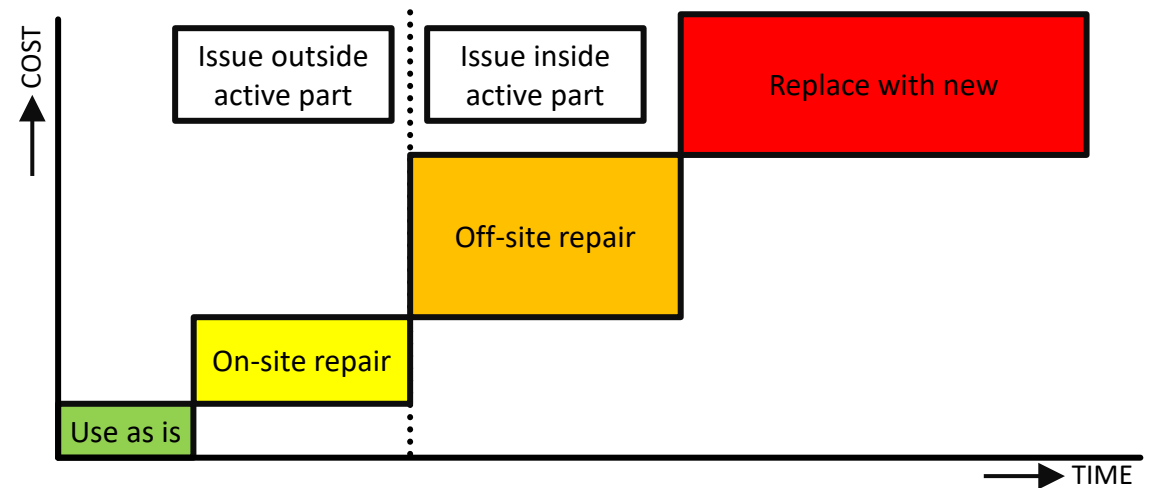 COST
Issue outside
active part
Issue inside
active part
Replace with new
Off-site repair
On-site repair
Use as is
TIME